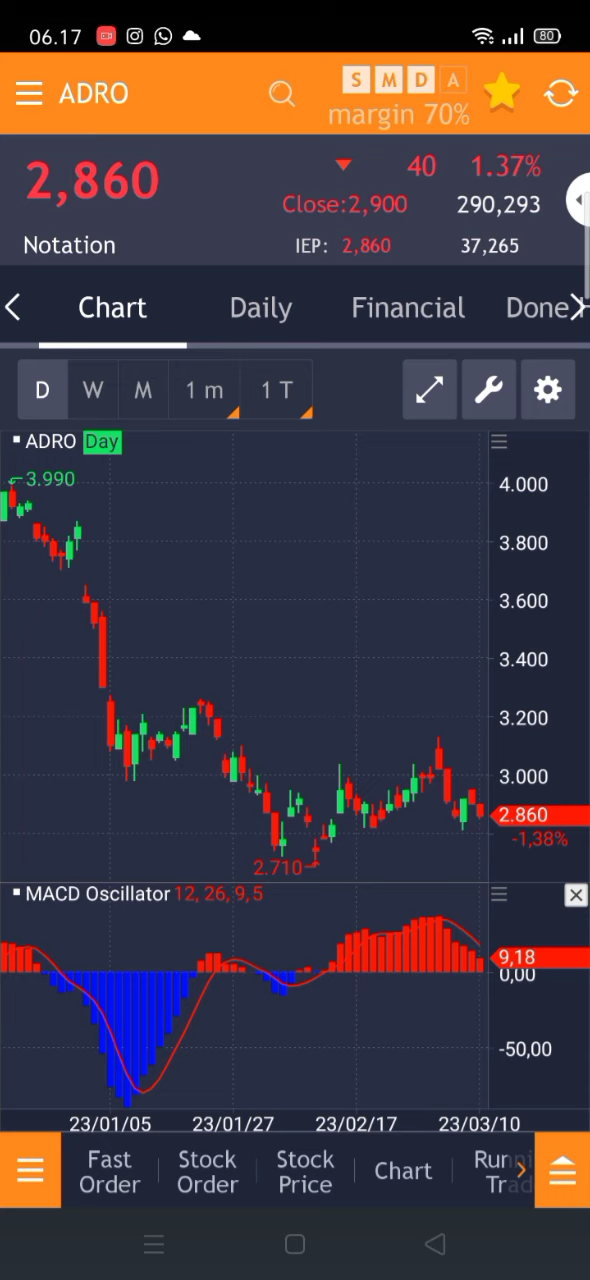 06.17
80
ADRO
S M D A
margin 70%
2,860
40 1.37%
Close:2,900 290,293
Notation
IEP: 2,860 37,265
Chart Daily Financial Done
D W M 1 m 1 T
ADRO Day
3.990
4.000
3.800
3.600
3.400
3.200
3.000
2.860
-1,38%
2.710
MACD Oscillator 12, 26, 9, 5
9,18
0,00
-50,00
23/01/05 23/01/27 23/02/17 23/03/10
Fast Order
Stock Order
Stock Price
Chart
Runni
Trad